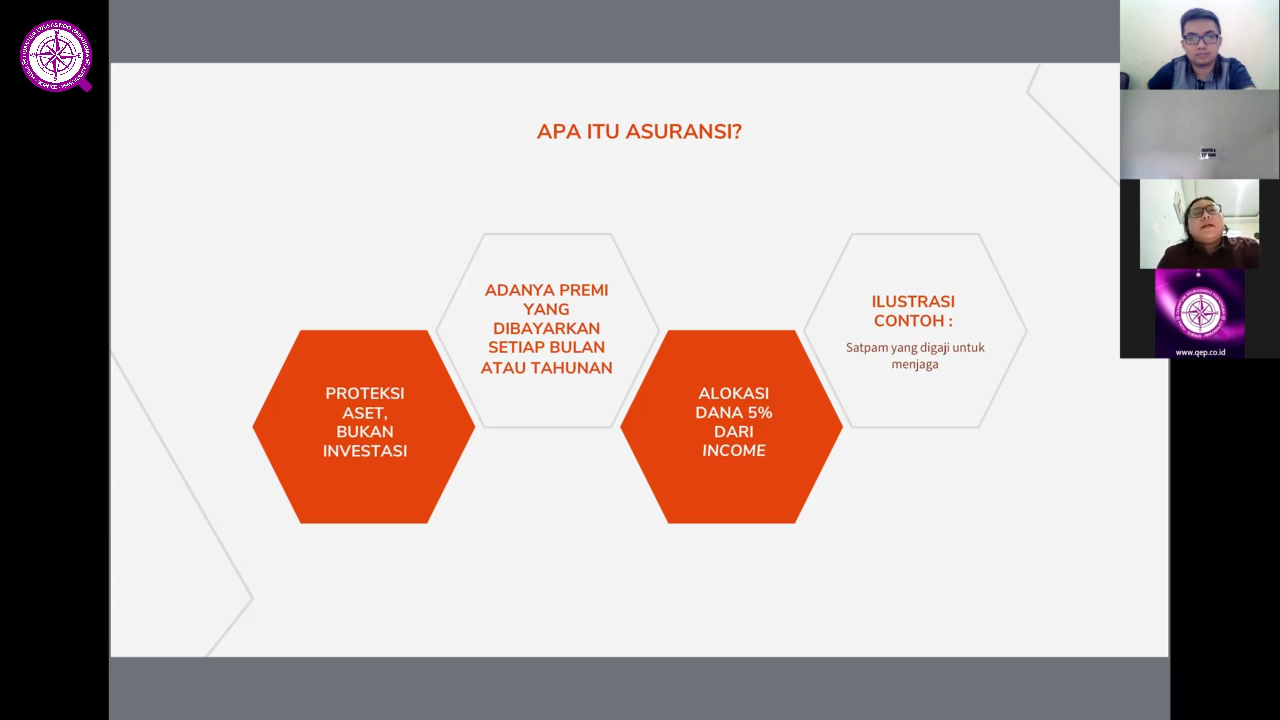 APA ITU ASURANSI?
PROTEKSI
ASET,
BUKAN
INVESTASI
ADANYA PREMI
YANG
DIBAYARKAN
SETIAP BULAN
ATAU TAHUNAN
ALOKASI
DANA 5%
DARI
INCOME
ILUSTRASI
CONTOH :
Satpam yang digaji untuk
menjaga
www.qep.co.id